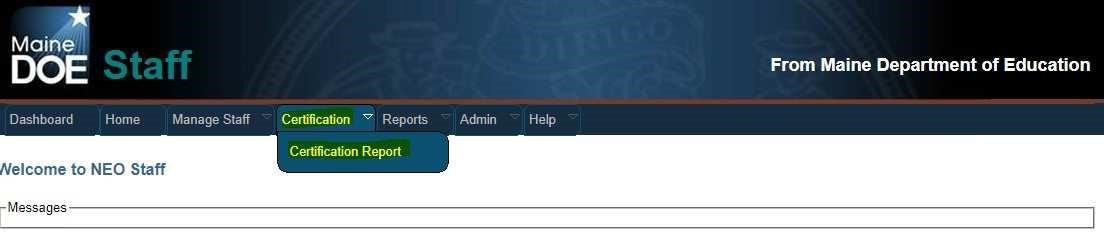 Maine
DOE Staff
DIRIGO
From Maine Department of Education
Dashboard Home Manage Staff Certification Reports Admin Help
Certification Report
Welcome to NEO Staff
Messages